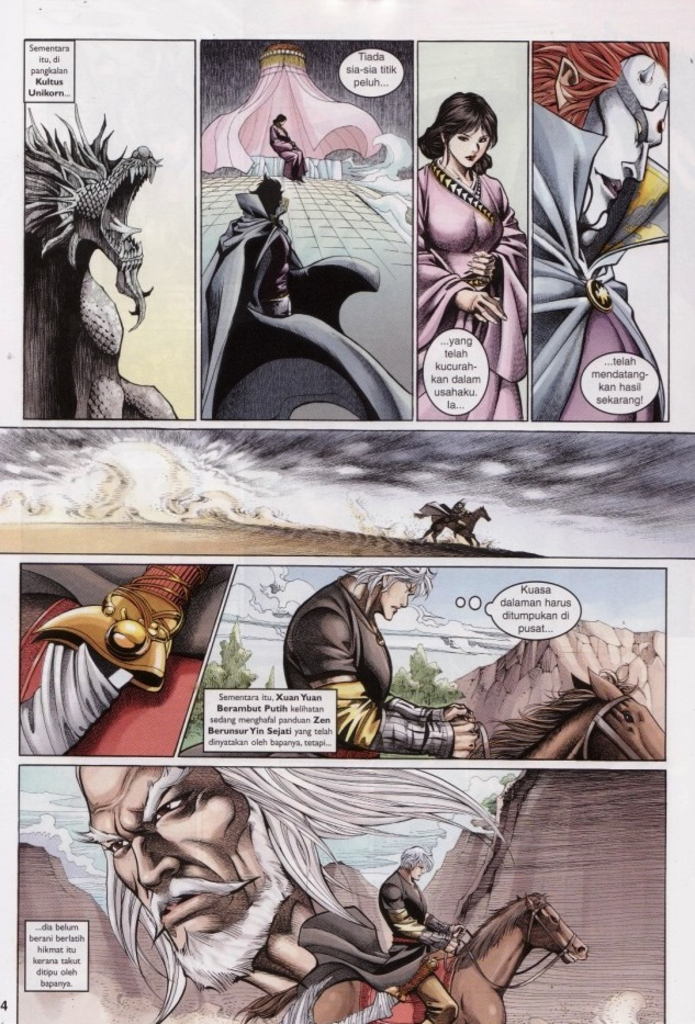 Sementara
itu, di
pangkalan
Kultus
Unikorn...
Tiada
sia-sia titik
peluh...
...yang
telah
kucurah-
kan dalam
usahaku.
Ia...
...telah
mendatang-
kan hasil
sekarang!
Kuasa
dalaman harus
ditumpukan di
pusat...
Sementara itu, Xuan Yuan
Berambut Putih kelihatan
sedang menghafal panduan Zen
Berunsur Yin Sejati yang telah
dinyatakan oleh bapanya, tetapi...
...dia belum
berani berlatih
hikmat itu
kerana takut
ditipu oleh
bapanya.
4